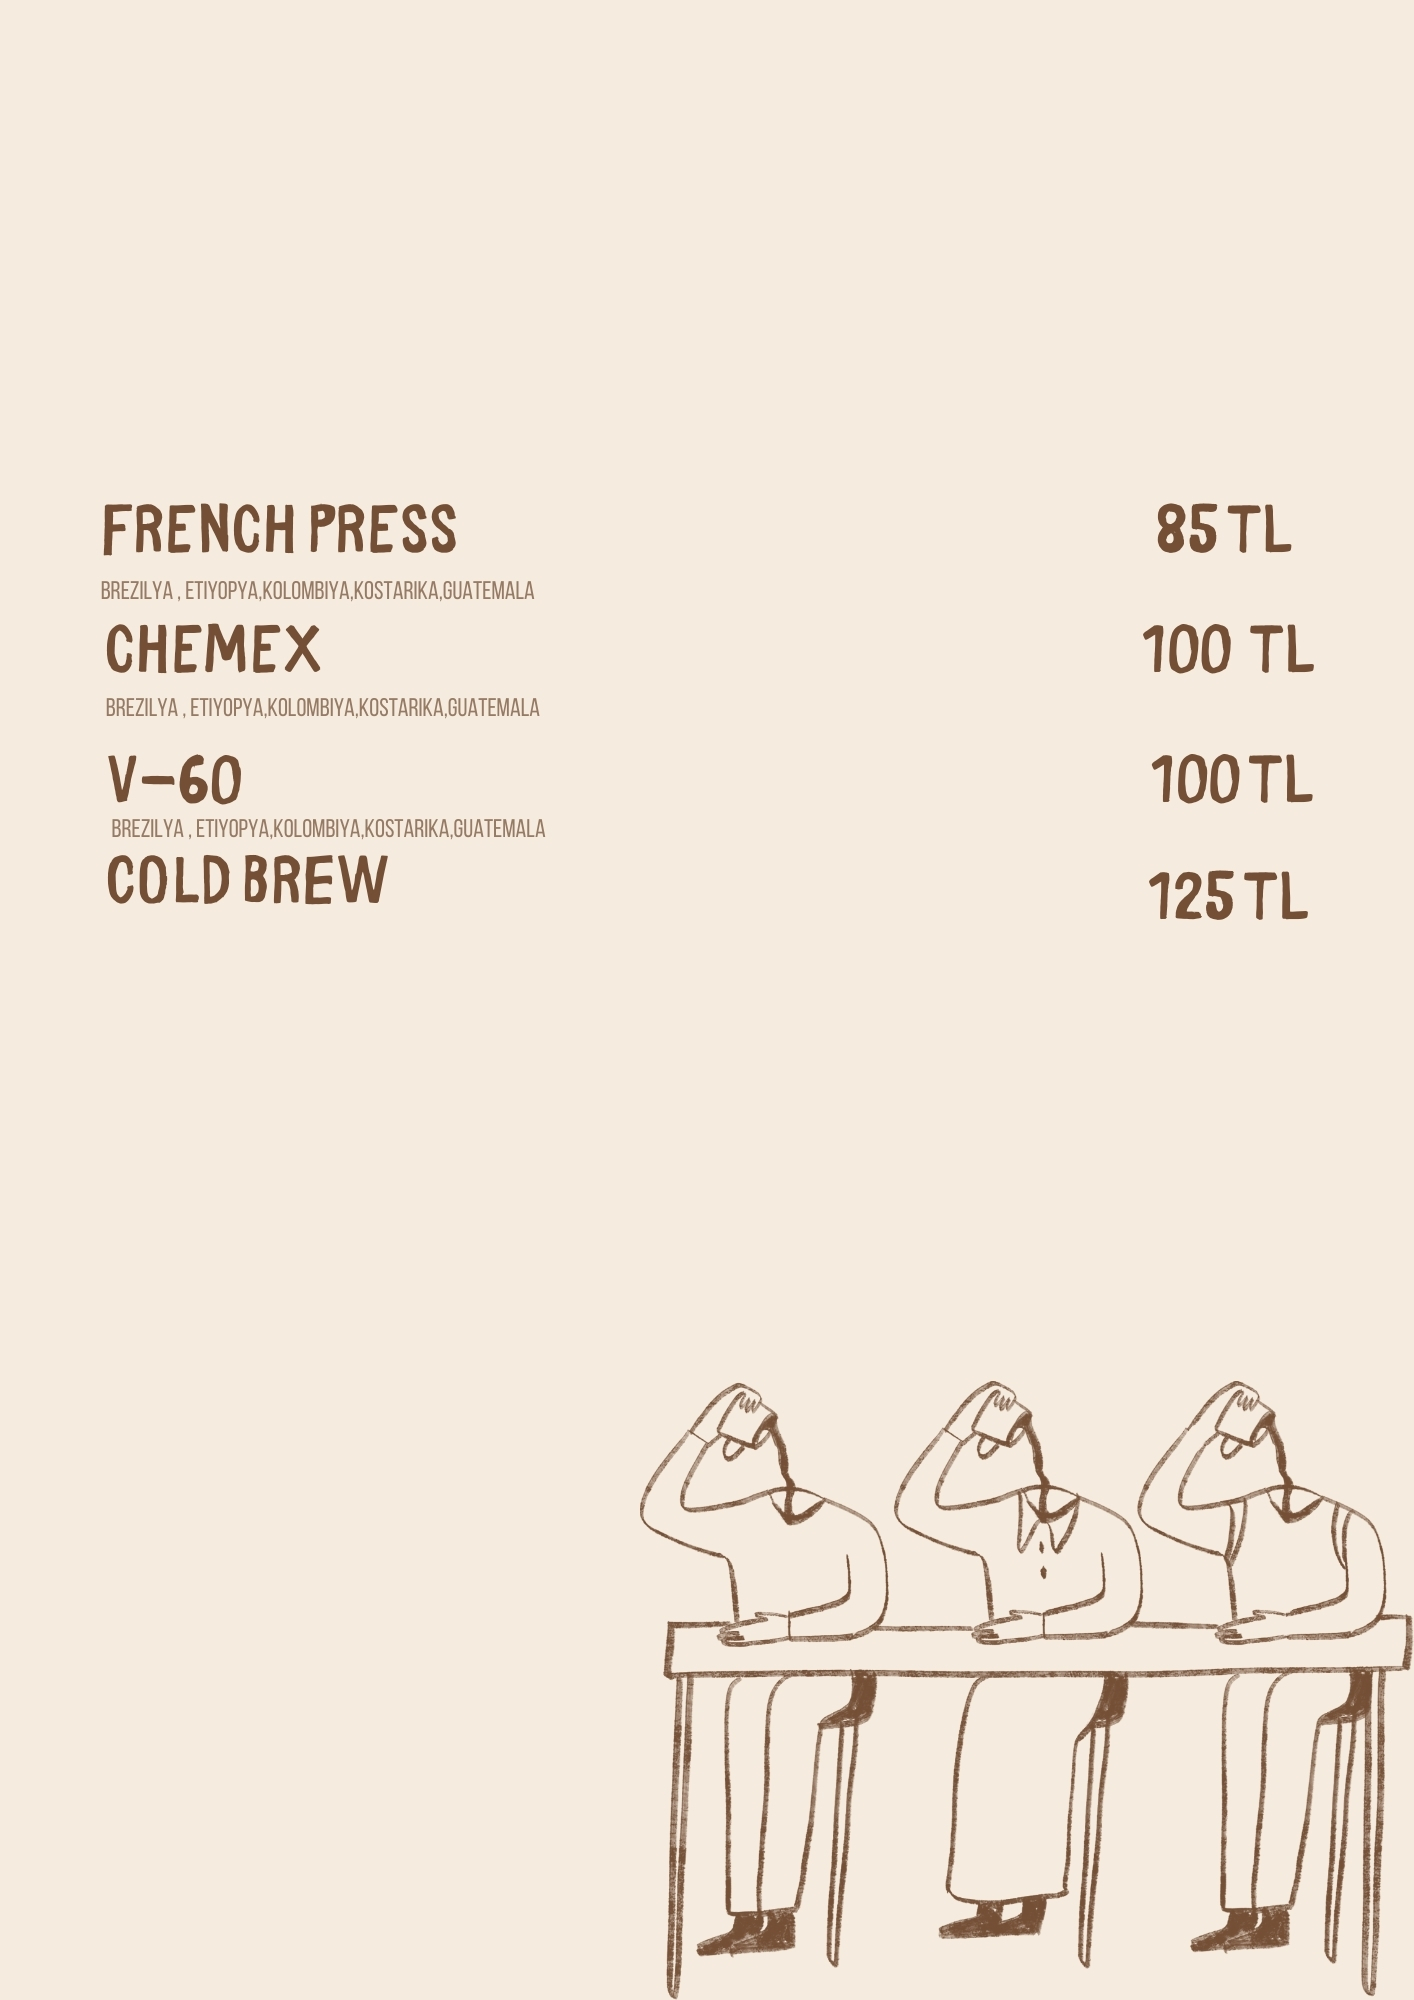 FRENCH PRESS 85 TL
BREZILYA , ETIYOPYA,KOLOMBIYA,KOSTARIKA,GUATEMALA
CHEMEX 100 TL
BREZILYA , ETIYOPYA,KOLOMBIYA,KOSTARIKA,GUATEMALA
V-60 100 TL
BREZILYA , ETIYOPYA,KOLOMBIYA,KOSTARIKA,GUATEMALA
COLD BREW 125 TL